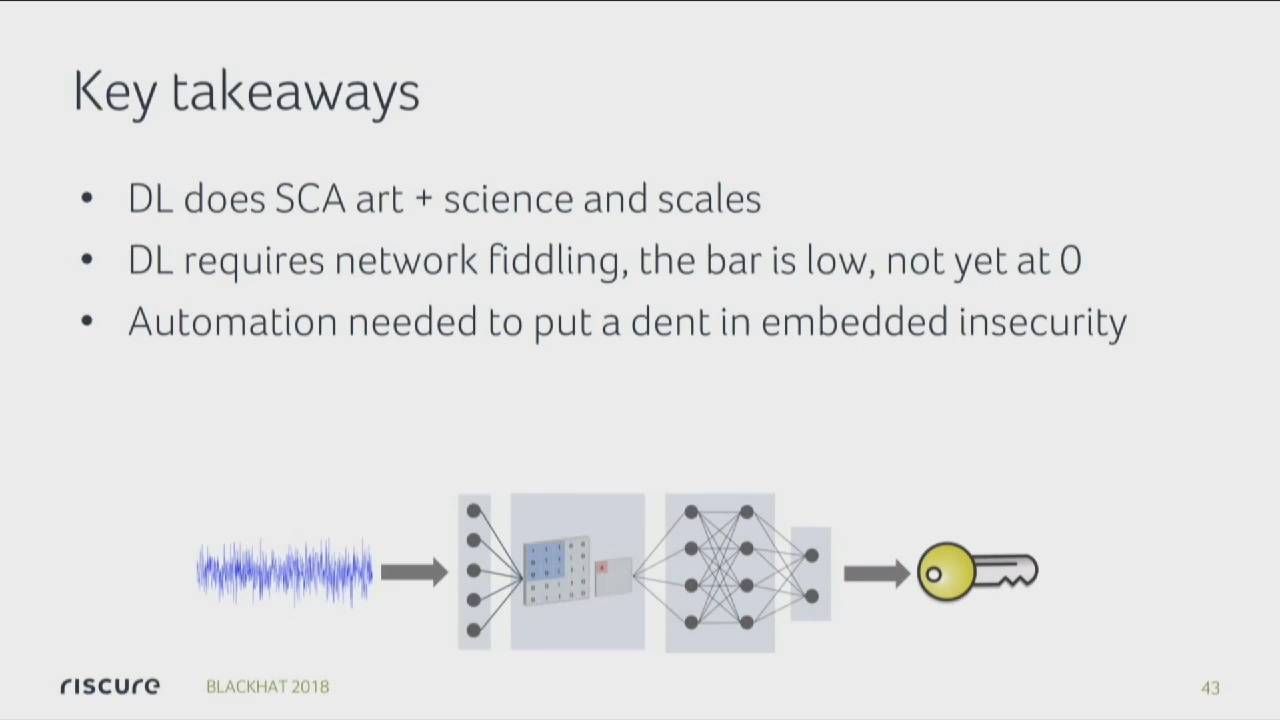 Key takeaways
• DL does SCA art + science and scales
• DL requires network fiddling, the bar is low, not yet at 0
• Automation needed to put a dent in embedded insecurity
riscure BLACKHAT 2018 43